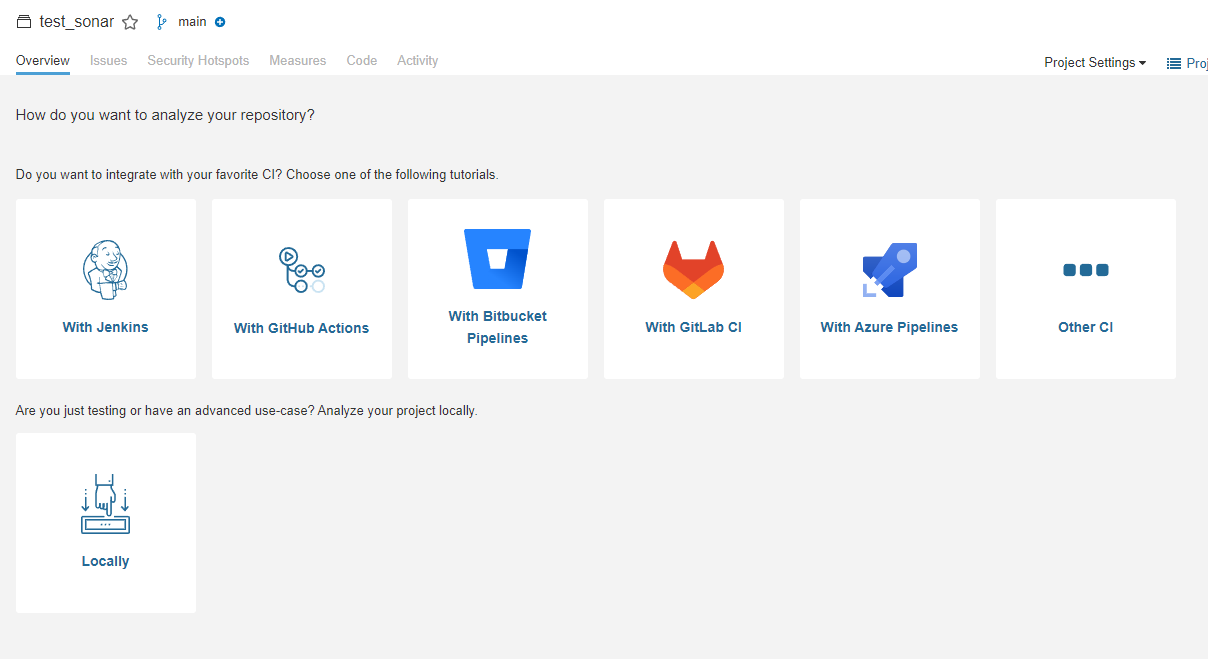 test_sonar main
Overview Issues Security Hotspots Measures Code Activity Project Settings Proj
How do you want to analyze your repository?
Do you want to integrate with your favorite CI? Choose one of the following tutorials.
With Jenkins
With GitHub Actions
With Bitbucket
Pipelines
With GitLab CI
With Azure Pipelines
Other CI
Are you just testing or have an advanced use-case? Analyze your project locally.
Locally